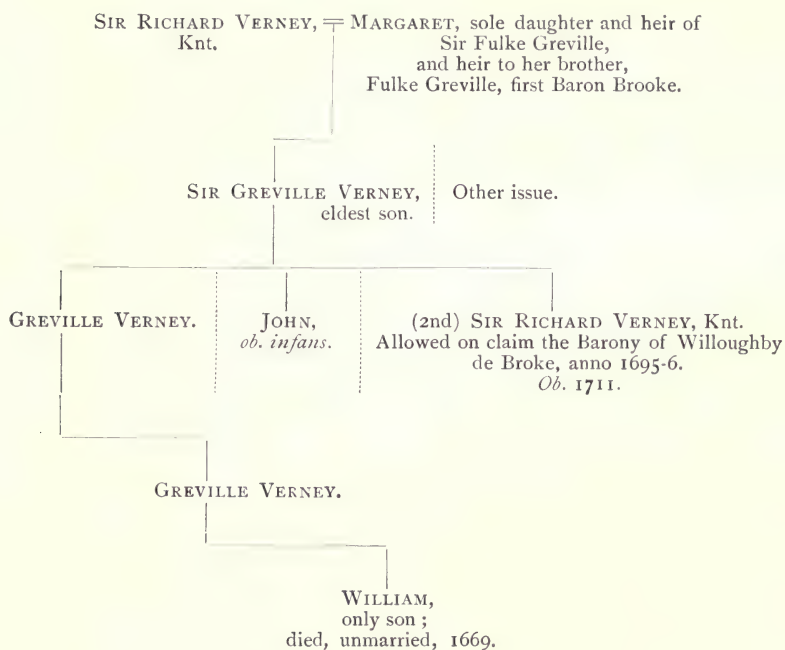 SIR RICHARD VERNEY, = MARGARET, sole daughter and heir of
Knt. Sir Fulke Greville,
and heir to her brother,
Fulke Greville, first Baron Brooke.
SIR GREVILLE VERNEY, Other issue.
eldest son.
GREVILLE VERNEY. JOHN, (2nd) SIR RICHARD VERNEY, Knt.
ob. infans. Allowed on claim the Barony of Willoughby
de Broke, anno 1695-6.
Ob. 1711.
GREVILLE VERNEY.
WILLIAM,
only son ;
died, unmarried, 1669.